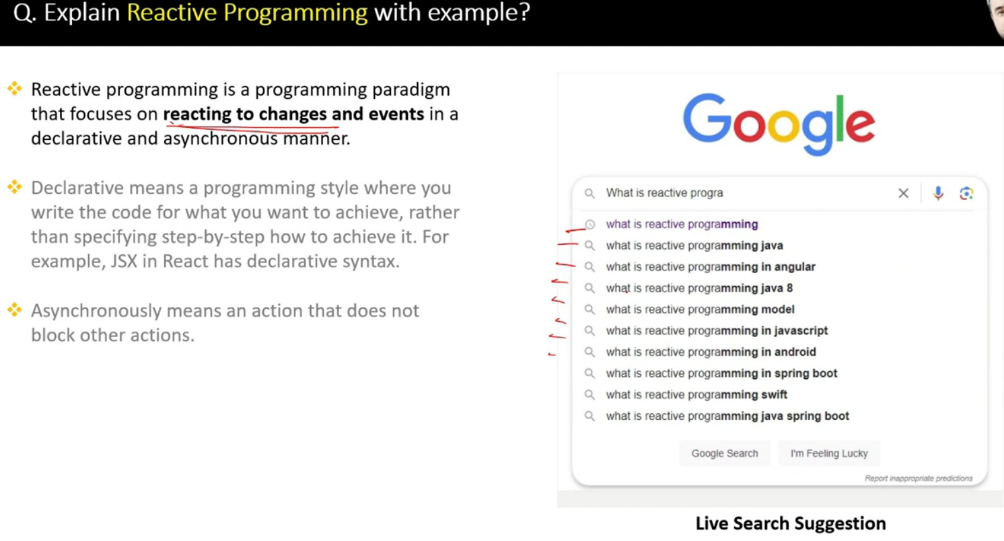 Q. Explain Reactive Programming with example?
❖ Reactive programming is a programming paradigm
that focuses on reacting to changes and events in a
declarative and asynchronous manner.
❖ Declarative means a programming style where you
write the code for what you want to achieve, rather
than specifying step-by-step how to achieve it. For
example, JSX in React has declarative syntax.
❖ Asynchronously means an action that does not
block other actions.
Google
What is reactive progra
what is reactive programming
what is reactive programming java
what is reactive programming in angular
what is reactive programming java 8
what is reactive programming model
what is reactive programming in javascript
what is reactive programming in android
what is reactive programming in spring boot
what is reactive programming swift
what is reactive programming java spring boot
Google Search I'm Feeling Lucky
Report inappropriate predictions
Live Search Suggestion